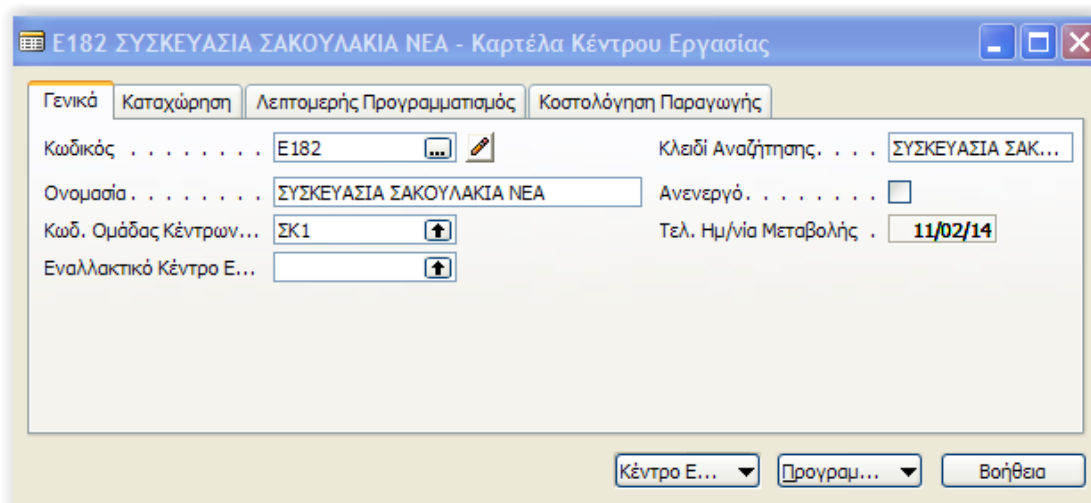 E182 ΣΥΣΚΕΥΑΣΙΑ ΣΑΚΟΥΛΑΚΙΑ ΝΕΑ - Καρτέλα Κέντρου Εργασίας
Γενικά Καταχώρηση Λεπτομερής Προγραμματισμός Κοστολόγηση Παραγωγής
Κωδικός . . . . . . . . E182 ... Κλειδί Αναζήτησης. . . . ΣΥΣΚΕΥΑΣΙΑ ΣΑΚ...
Ονομασία . . . . . . . ΣΥΣΚΕΥΑΣΙΑ ΣΑΚΟΥΛΑΚΙΑ ΝΕΑ Ανενεργό. . . . . . . .
Κωδ. Ομάδας Κέντρων... ΣΚ1 Τελ. Ημ/νία Μεταβολής . 11/02/14
Εναλλακτικό Κέντρο Ε...
Κέντρο Ε... Προγραμ... Βοήθεια